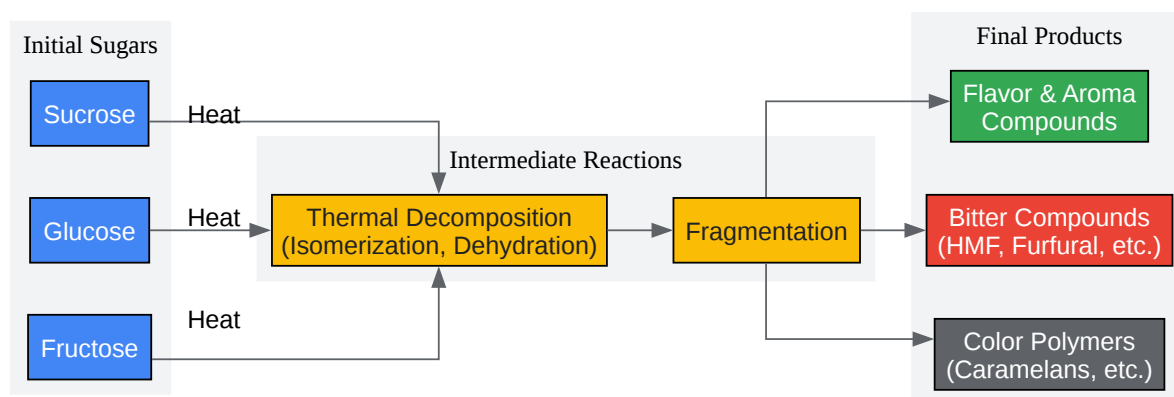 Initial Sugars
Sucrose
Heat
Glucose
Heat
Fructose
Heat
Intermediate Reactions
Thermal Decomposition
(Isomerization, Dehydration)
Fragmentation
Final Products
Flavor & Aroma
Compounds
Bitter Compounds
(HMF, Furfural, etc.)
Color Polymers
(Caramelans, etc.)